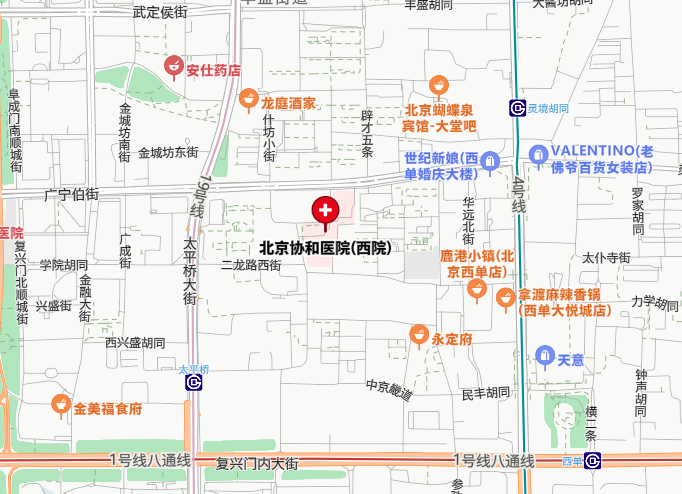 武定侯街
丰盛街道
丰盛胡同
大酱坊胡同
安仕药店
阜成门南顺城街
金城坊南街
龙庭酒家
什坊小街
金城坊东街
辟才五条
北京蝴蝶泉
宾馆-大堂吧
灵境胡同
世纪新娘(西
单婚庆大楼)
VALENTINO(老
佛爷百货女装店)
广宁伯街
19号线
4号线
医院
北京协和医院(西院)
华远北街
罗家胡同
复兴门北顺城街
广成街
学院胡同
金融大街
兴盛街
太平桥大街
二龙路西街
鹿港小镇(北
京西单店)
太仆寺街
拿渡麻辣香锅
(西单大悦城店)
力学胡同
西兴盛胡同
永定府
天意
太平桥
中京畿道
民丰胡同
钟声胡同
金美福食府
横二条
1号线八通线
复兴门内大街
1号线八通线
西单